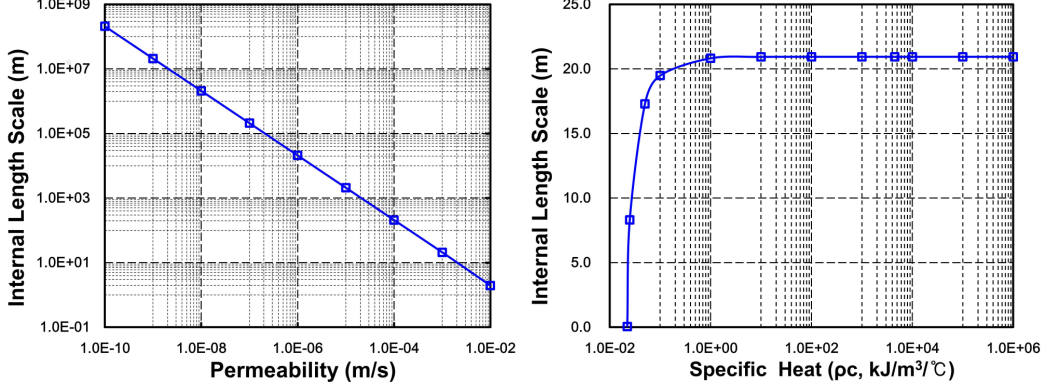 Internal Length Scale (m)
1.0E+09
1.0E+07
1.0E+05
1.0E+03
1.0E+01
1.0E-01
1.0E-10 1.0E-08 1.0E-06 1.0E-04 1.0E-02
Permeability (m/s)
Internal Length Scale (m)
25.0
20.0
15.0
10.0
5.0
0.0
1.0E-02 1.0E+00 1.0E+02 1.0E+04 1.0E+06
Specific Heat (ρc, kJ/m³/℃)